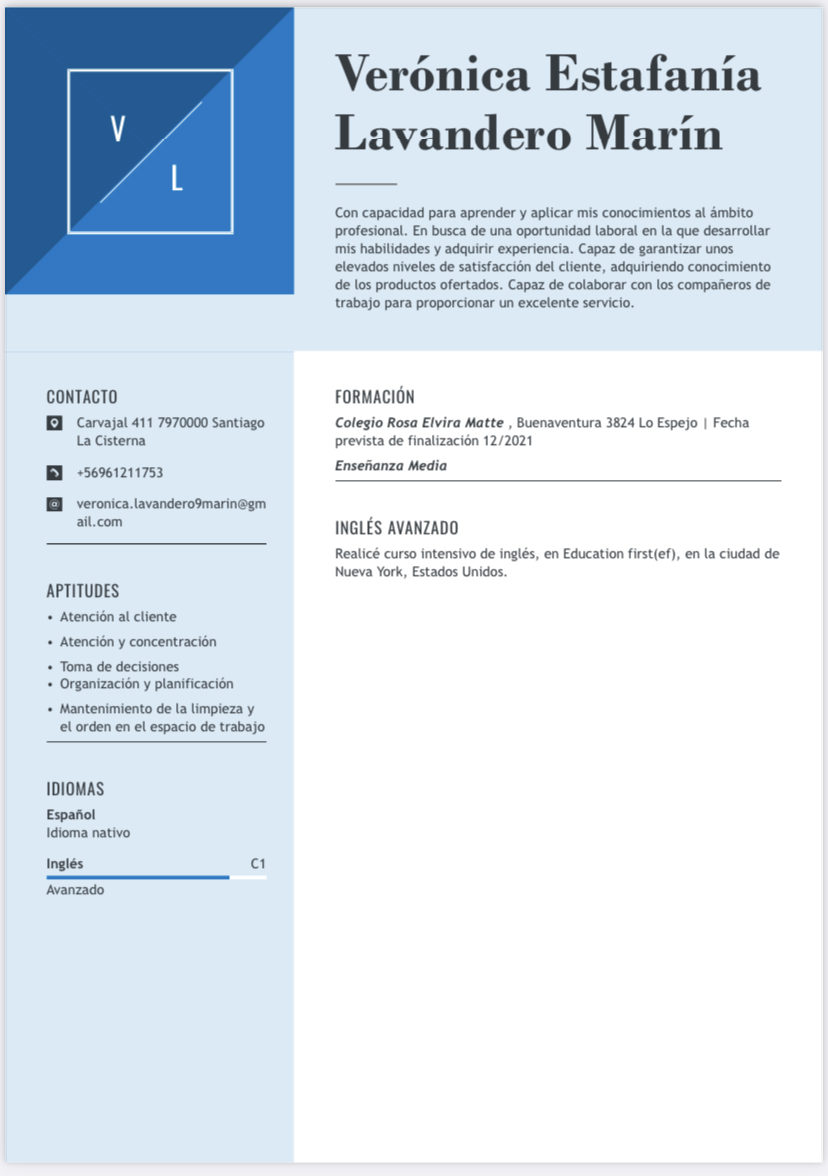 V
L
Verónica Estafanía
Lavandero Marín
Con capacidad para aprender y aplicar mis conocimientos al ámbito
profesional. En busca de una oportunidad laboral en la que desarrollar
mis habilidades y adquirir experiencia. Capaz de garantizar unos
elevados niveles de satisfacción del cliente, adquiriendo conocimiento
de los productos ofertados. Capaz de colaborar con los compañeros de
trabajo para proporcionar un excelente servicio.
CONTACTO
Carvajal 411 7970000 Santiago
La Cisterna
+56961211753
veronica.lavandero9marin@gm
ail.com
APTITUDES
• Atención al cliente
• Atención y concentración
• Toma de decisiones
• Organización y planificación
• Mantenimiento de la limpieza y
el orden en el espacio de trabajo
IDIOMAS
Español
Idioma nativo
Inglés C1
Avanzado
FORMACIÓN
Colegio Rosa Elvira Matte , Buenaventura 3824 Lo Espejo | Fecha
prevista de finalización 12/2021
Enseñanza Media
INGLÉS AVANZADO
Realicé curso intensivo de inglés, en Education first(ef), en la ciudad de
Nueva York, Estados Unidos.